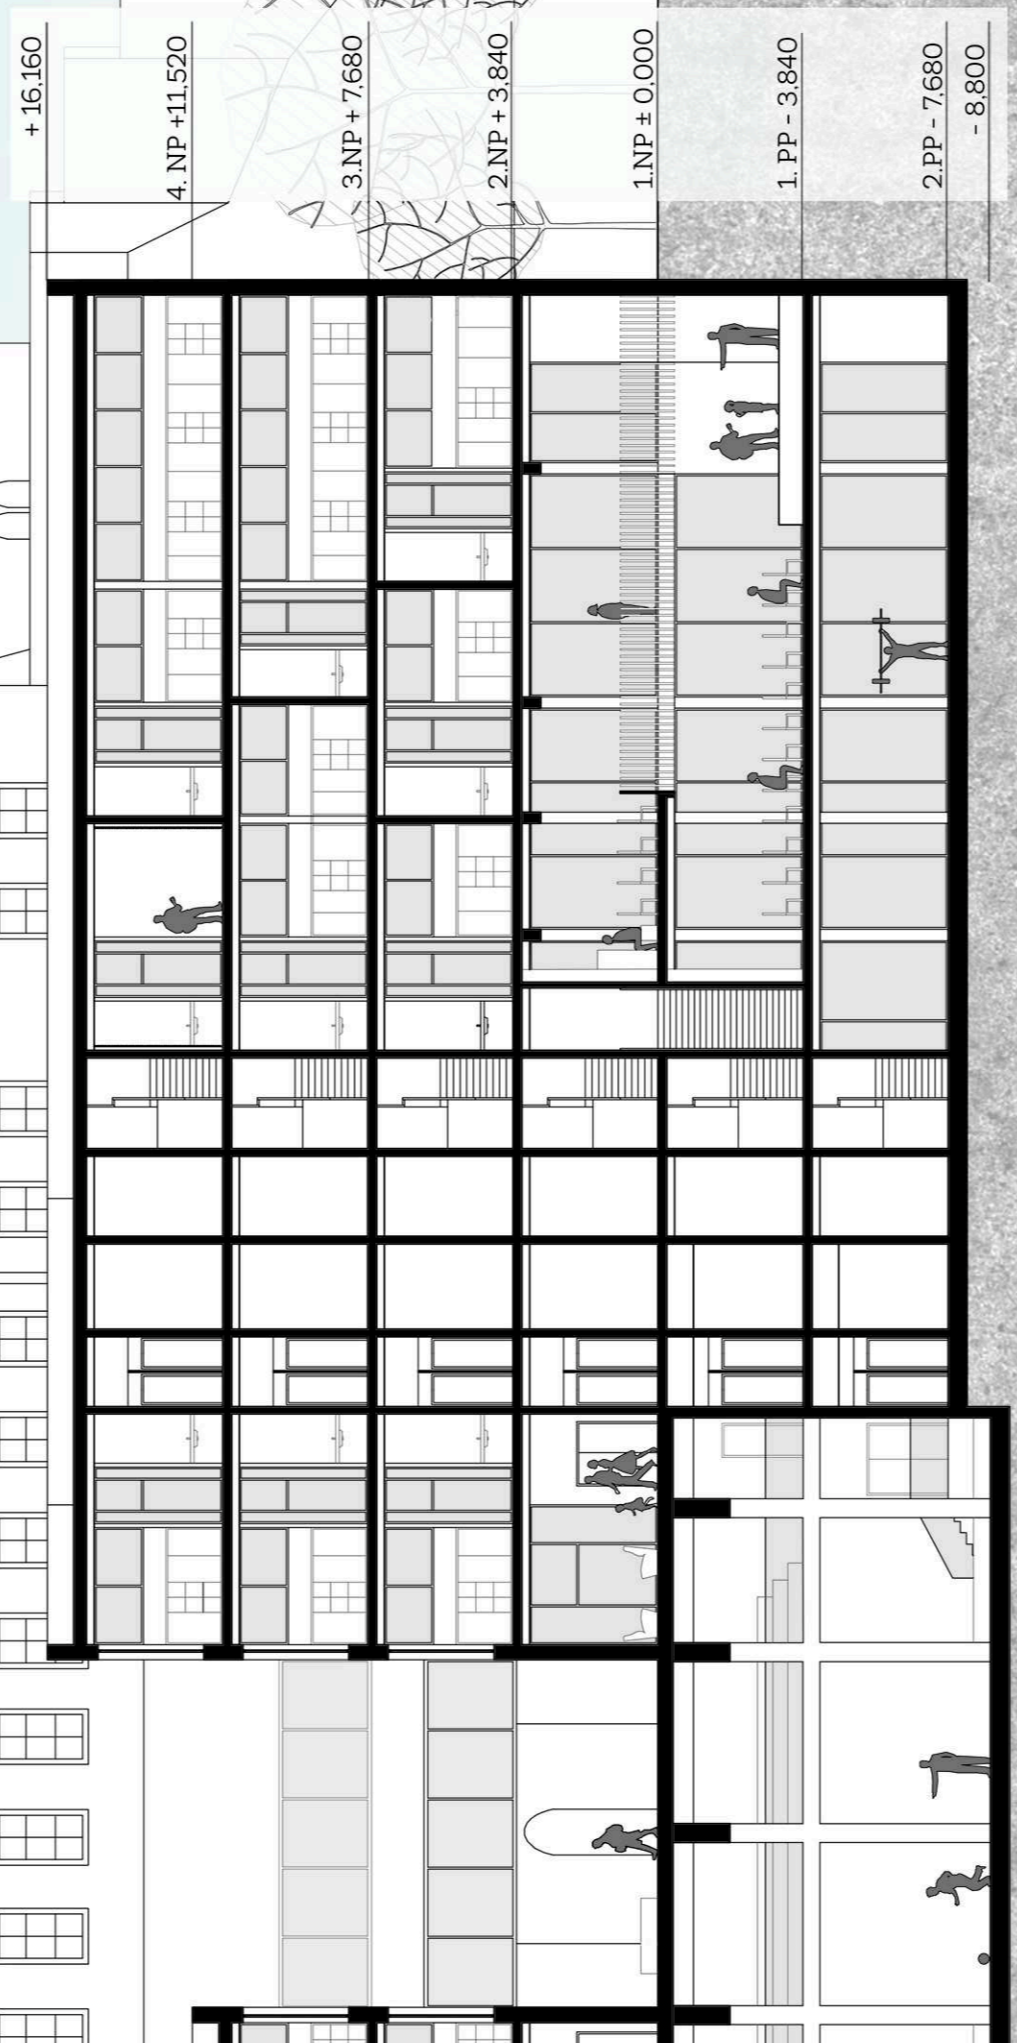 + 16,160
4. NP +11,520
3.NP + 7,680
2.NP + 3,840
1.NP ± 0,000
1. PP - 3,840
2.PP - 7,680
- 8,800